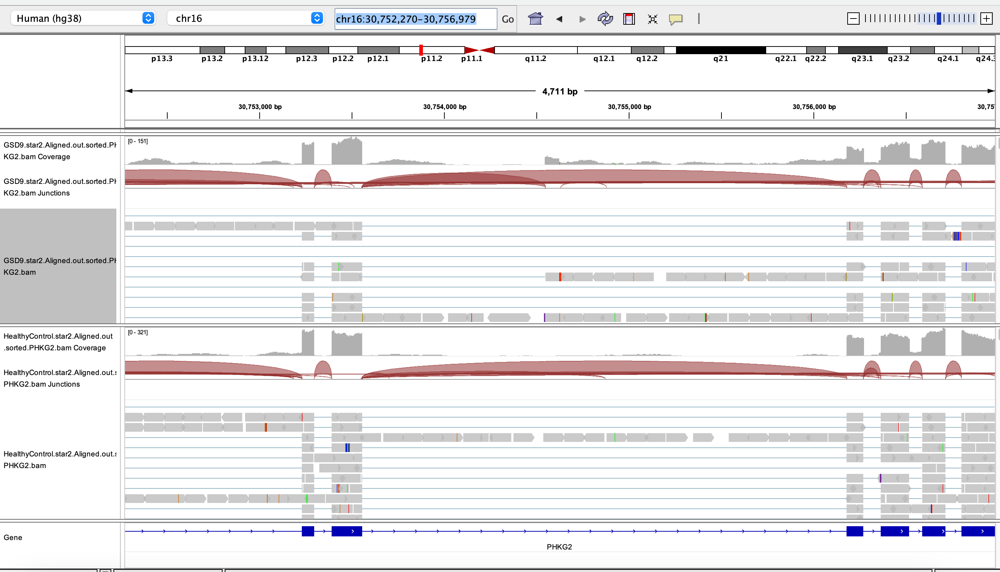 Human (hg38) chr16 chr16:30,752,270-30,756,979 Go
p13.3 p13.2 p13.12 p12.3 p12.2 p12.1 p11.2 p11.1 q11.2 q12.1 q12.2 q21 q22.1 q22.2 q23.1 q23.2 q24.1 q24.3
4,711 bp
30,753,000 bp 30,754,000 bp 30,755,000 bp 30,756,000 bp 30,75
[0 - 151]
GSD9.star2.Aligned.out.sorted.PH
KG2.bam Coverage
GSD9.star2.Aligned.out.sorted.PH
KG2.bam Junctions
GSD9.star2.Aligned.out.sorted.PH
KG2.bam
[0 - 321]
HealthyControl.star2.Aligned.out
.sorted.PHKG2.bam Coverage
HealthyControl.star2.Aligned.out.s
PHKG2.bam Junctions
HealthyControl.star2.Aligned.out.s
PHKG2.bam
Gene
PHKG2